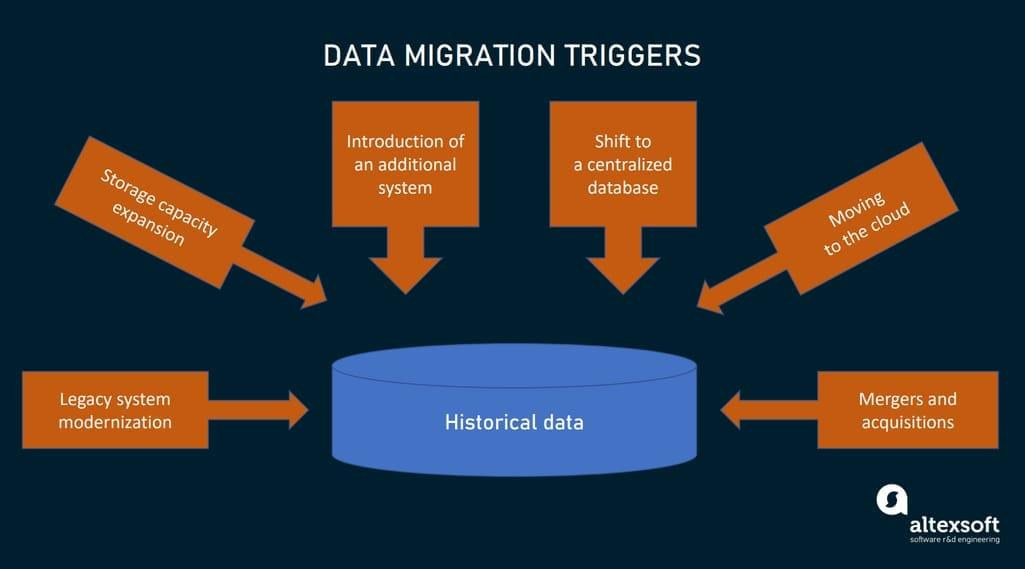 DATA MIGRATION TRIGGERS
Storage capacity
expansion
Introduction of
an additional
system
Shift to
a centralized
database
Moving
to the cloud
Legacy system
modernization
Historical data
Mergers and
acquisitions
altexsoft
software r&d engineering